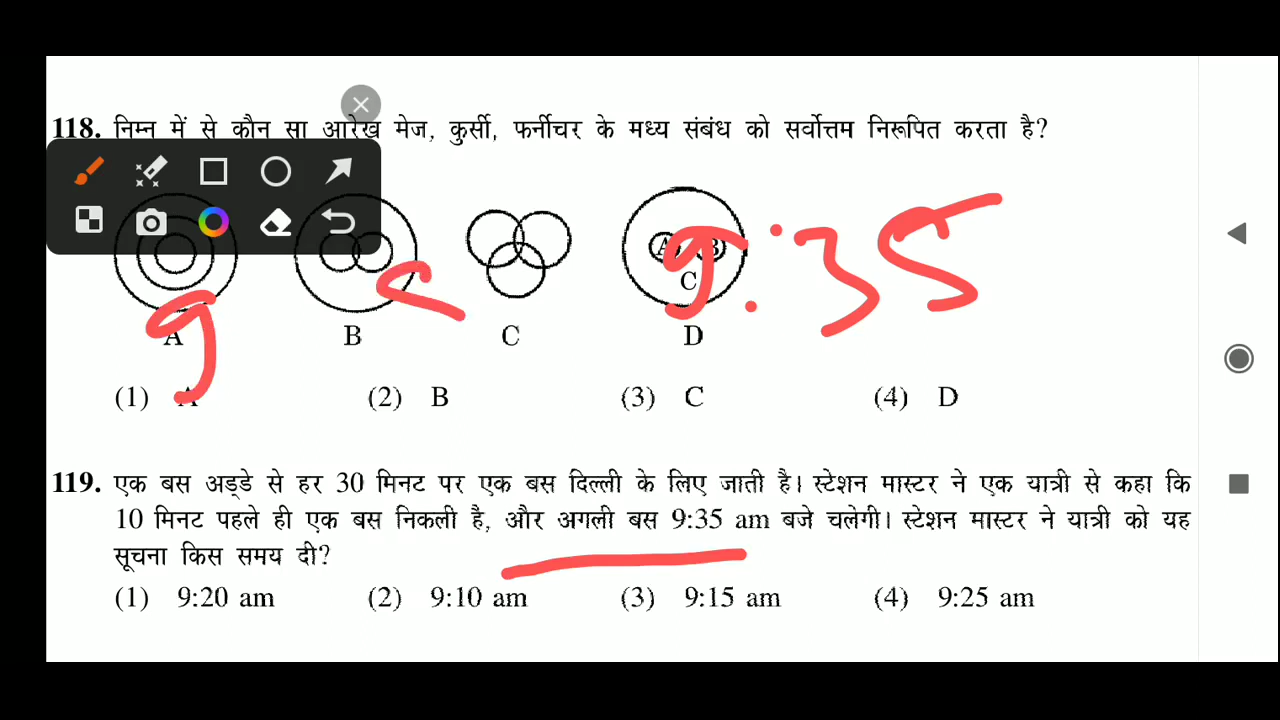 118. निम्न में से कौन सा आरेख मेज, कुर्सी, फर्नीचर के मध्य संबंध को सर्वोत्तम निरूपित करता है?
A B
C
9 9:35
A B C D
(1) A (2) B (3) C (4) D
119. एक बस अड्डे से हर 30 मिनट पर एक बस दिल्ली के लिए जाती है। स्टेशन मास्टर ने एक यात्री से कहा कि
10 मिनट पहले ही एक बस निकली है, और अगली बस 9:35 am बजे चलेगी। स्टेशन मास्टर ने यात्री को यह
सूचना किस समय दी?
(1) 9:20 am (2) 9:10 am (3) 9:15 am (4) 9:25 am